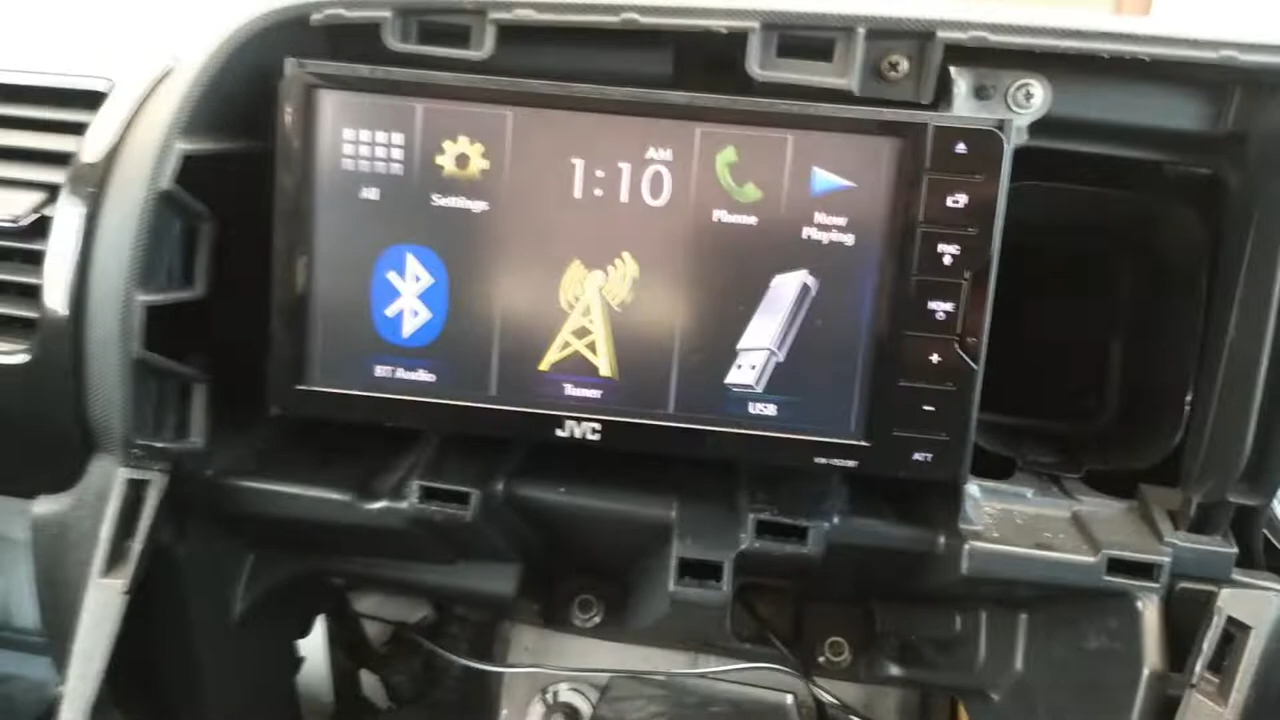 All
Settings
AM
1:10
Phone
Now
Playing
BT Audio
Tuner
USB
JVC
HOME
+
-
ATT